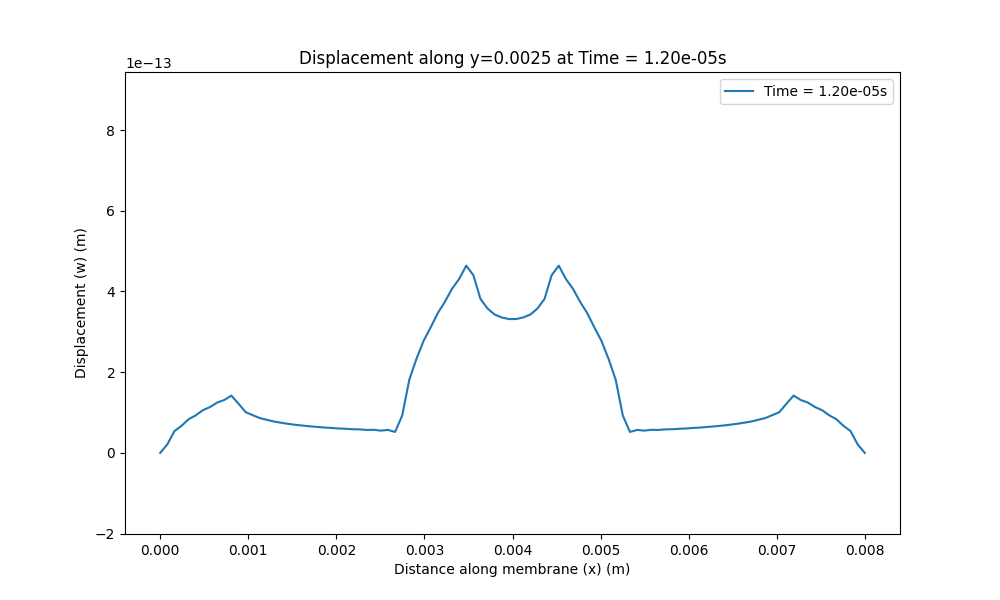 Displacement along y=0.0025 at Time = 1.20e-05s
1e−13
Time = 1.20e-05s
8
6
4
2
0
−2
Displacement (w) (m)
0.000 0.001 0.002 0.003 0.004 0.005 0.006 0.007 0.008
Distance along membrane (x) (m)